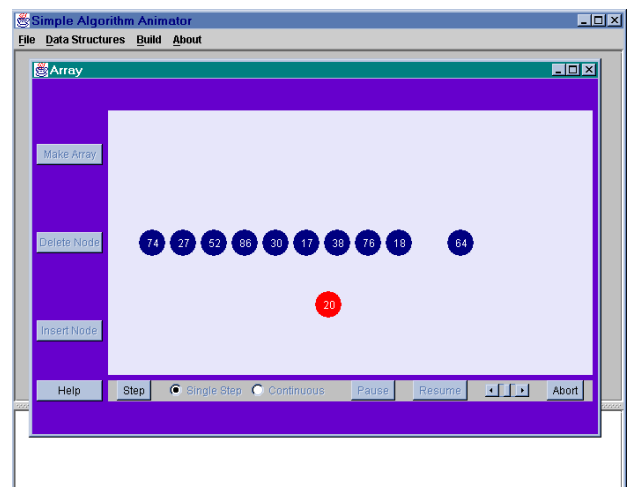 Simple Algorithm Animator
File Data Structures Build About
Array
Make Array
Delete Node
74 27 52 86 30 17 38 76 18 64
20
Insert Node
Help Step Single Step Continuous Pause Resume Abort